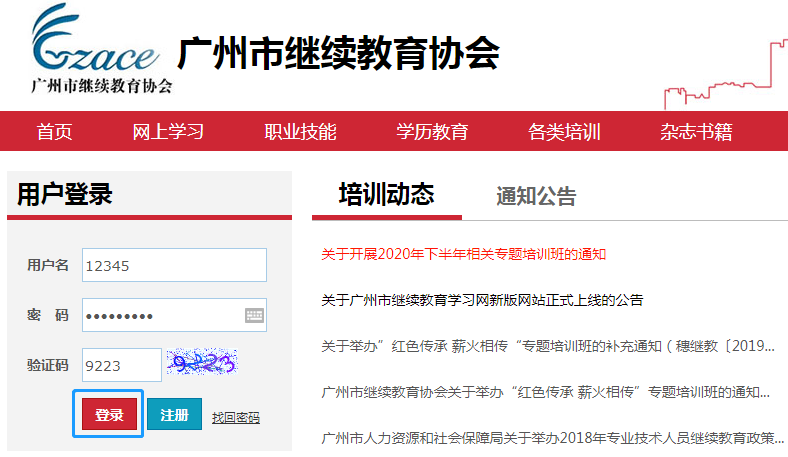 Gzace
广州市继续教育协会
广州市继续教育协会
首页 网上学习 职业技能 学历教育 各类培训 杂志书籍
用户登录
用户名 12345
密 码 •••••••••
验证码 9223 9223
登录 注册 找回密码
培训动态 通知公告
关于开展2020年下半年相关专题培训班的通知
关于广州市继续教育学习网新版网站正式上线的公告
关于举办”红色传承 薪火相传“专题培训班的补充通知（穗继教〔2019...
广州市继续教育协会关于举办“红色传承 薪火相传”专题培训班的通知...
广州市人力资源和社会保障局关于举办2018年专业技术人员继续教育政策...